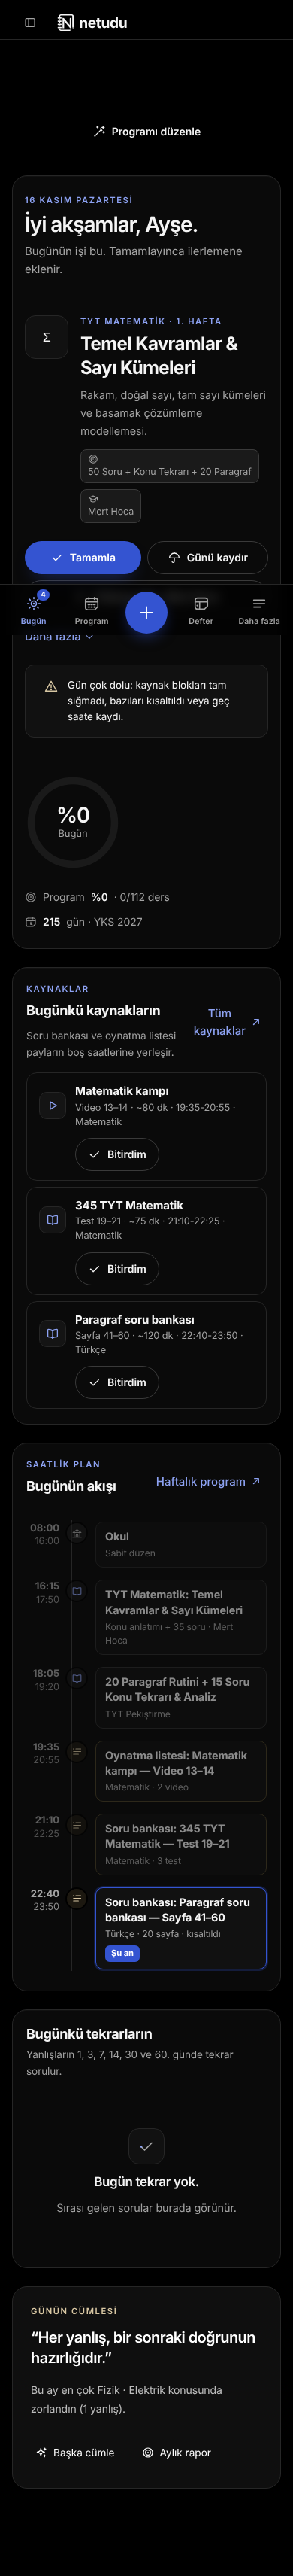 netudu
Programı düzenle
16 KASIM PAZARTESİ
İyi akşamlar, Ayşe.
Bugünün işi bu. Tamamlayınca ilerlemene
eklenir.
Σ
TYT MATEMATİK · 1. HAFTA
Temel Kavramlar &
Sayı Kümeleri
Rakam, doğal sayı, tam sayı kümeleri
ve basamak çözümleme
modellemesi.
50 Soru + Konu Tekrarı + 20 Paragraf
Mert Hoca
Tamamla
Günü kaydır
4
Bugün
Program
Defter
Daha fazla
Daha fazla
Gün çok dolu: kaynak blokları tam
sığmadı, bazıları kısaltıldı veya geç
saate kaydı.
%0
Bugün
Program %0 · 0/112 ders
215 gün · YKS 2027
KAYNAKLAR
Bugünkü kaynakların
Soru bankası ve oynatma listesi
payların boş saatlerine yerleşir.
Tüm
kaynaklar
Matematik kampı
Video 13–14 · ~80 dk · 19:35-20:55 ·
Matematik
Bitirdim
345 TYT Matematik
Test 19–21 · ~75 dk · 21:10-22:25 ·
Matematik
Bitirdim
Paragraf soru bankası
Sayfa 41–60 · ~120 dk · 22:40-23:50 ·
Türkçe
Bitirdim
SAATLİK PLAN
Bugünün akışı
Haftalık program
08:00
16:00
Okul
Sabit düzen
16:15
17:50
TYT Matematik: Temel
Kavramlar & Sayı Kümeleri
Konu anlatımı + 35 soru · Mert
Hoca
18:05
19:20
20 Paragraf Rutini + 15 Soru
Konu Tekrarı & Analiz
TYT Pekiştirme
19:35
20:55
Oynatma listesi: Matematik
kampı — Video 13–14
Matematik · 2 video
21:10
22:25
Soru bankası: 345 TYT
Matematik — Test 19–21
Matematik · 3 test
22:40
23:50
Soru bankası: Paragraf soru
bankası — Sayfa 41–60
Türkçe · 20 sayfa · kısaltıldı
Şu an
Bugünkü tekrarların
Yanlışların 1, 3, 7, 14, 30 ve 60. günde tekrar
sorulur.
Bugün tekrar yok.
Sırası gelen sorular burada görünür.
GÜNÜN CÜMLESİ
“Her yanlış, bir sonraki doğrunun
hazırlığıdır.”
Bu ay en çok Fizik · Elektrik konusunda
zorlandın (1 yanlış).
Başka cümle
Aylık rapor